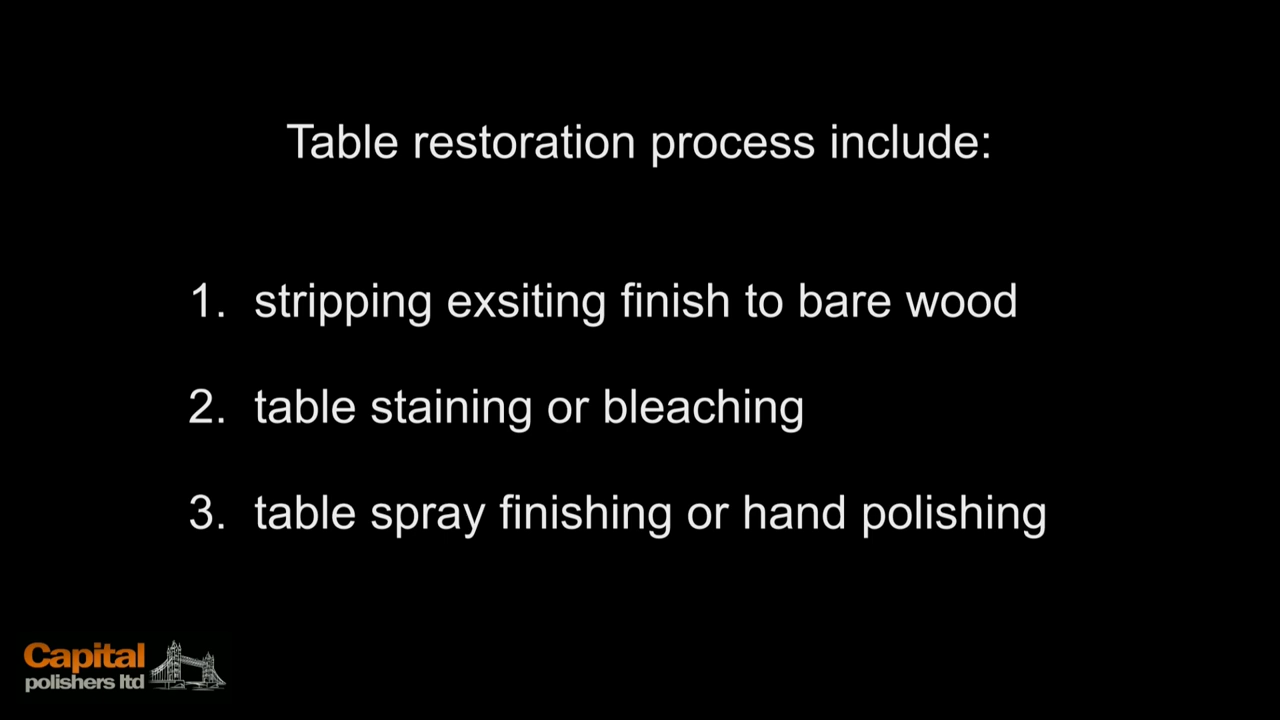 Table restoration process include:
1. stripping exsiting finish to bare wood
2. table staining or bleaching
3. table spray finishing or hand polishing
Capital
polishers ltd